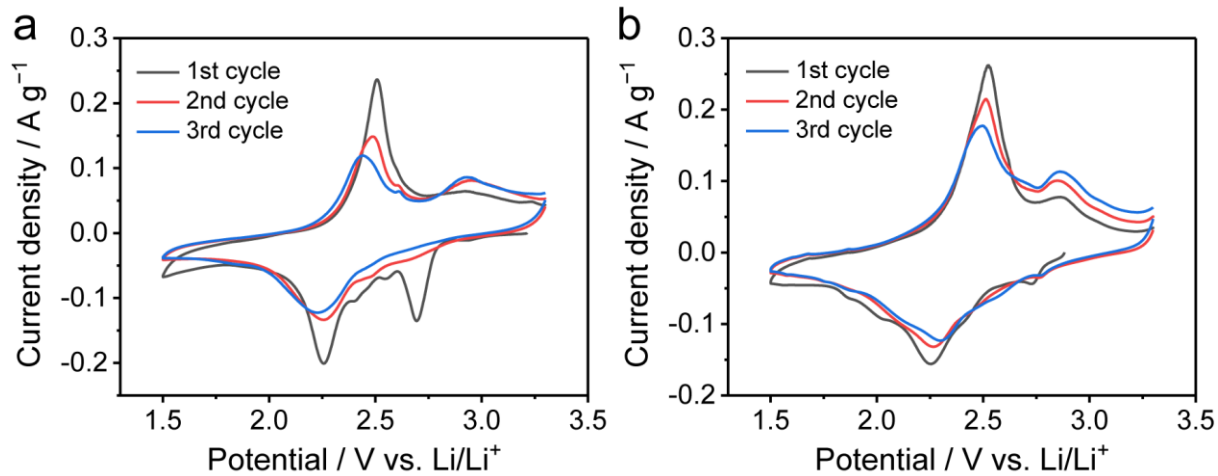 a
0.3
0.2
0.1
0.0
-0.1
-0.2
Current density / A g⁻¹
1st cycle
2nd cycle
3rd cycle
1.5 2.0 2.5 3.0 3.5
Potential / V vs. Li/Li⁺
b
0.3
0.2
0.1
0.0
-0.1
-0.2
Current density / A g⁻¹
1st cycle
2nd cycle
3rd cycle
1.5 2.0 2.5 3.0 3.5
Potential / V vs. Li/Li⁺